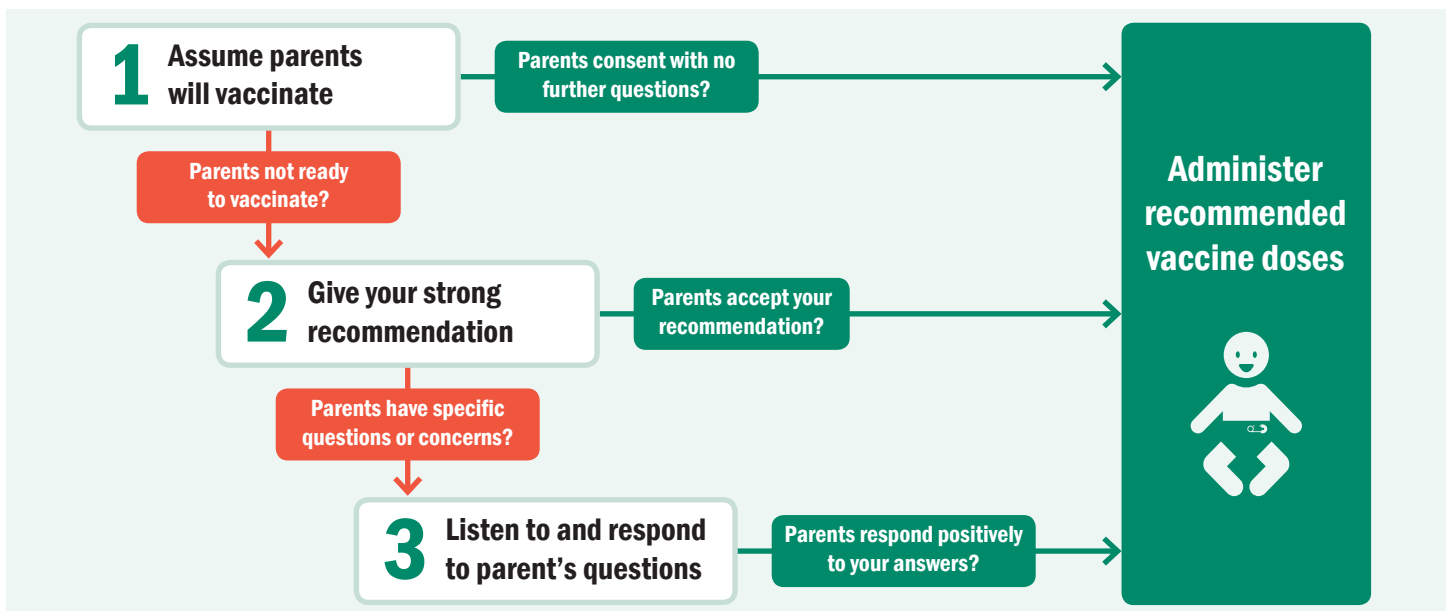 1
Assume parents
will vaccinate
Parents consent with no
further questions?
Parents not ready
to vaccinate?
2
Give your strong
recommendation
Parents accept your
recommendation?
Parents have specific
questions or concerns?
3
Listen to and respond
to parent’s questions
Parents respond positively
to your answers?
Administer
recommended
vaccine doses